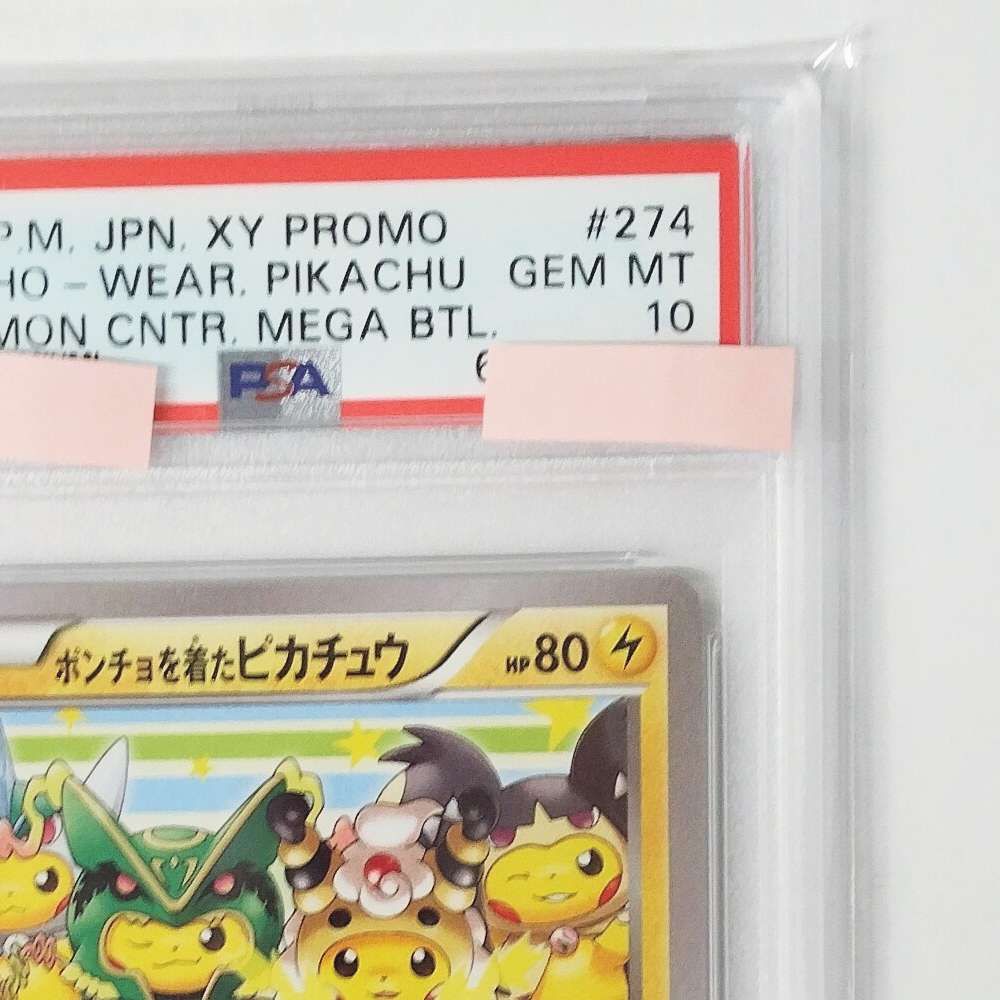 P.M. JPN. XY PROMO #274
HO - WEAR. PIKACHU GEM MT
MON CNTR. MEGA BTL. 10
PSA 6
ポンチョを着たピカチュウ HP80